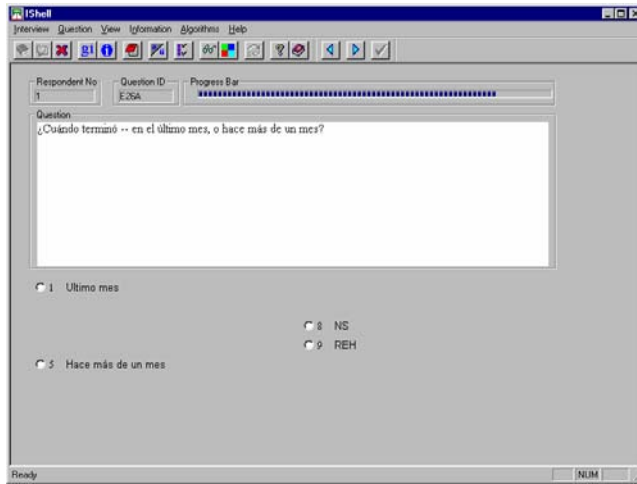 IShell
Interview Question View Information Algorithms Help
Respondent No Question ID Progress Bar
1 E26A
Question
¿Cuándo terminó -- en el último mes, o hace más de un mes?
1 Ultimo mes
8 NS
9 REH
5 Hace más de un mes
Ready NUM